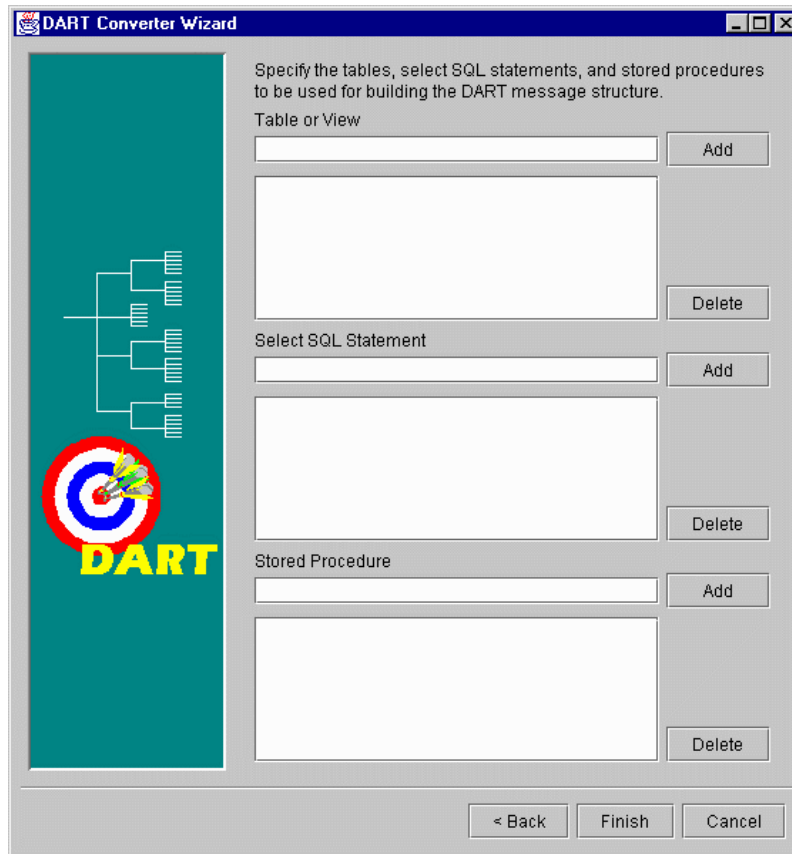 DART Converter Wizard
Specify the tables, select SQL statements, and stored procedures
to be used for building the DART message structure.
Table or View
Add
Delete
Select SQL Statement
Add
Delete
DART
Stored Procedure
Add
Delete
< Back
Finish
Cancel